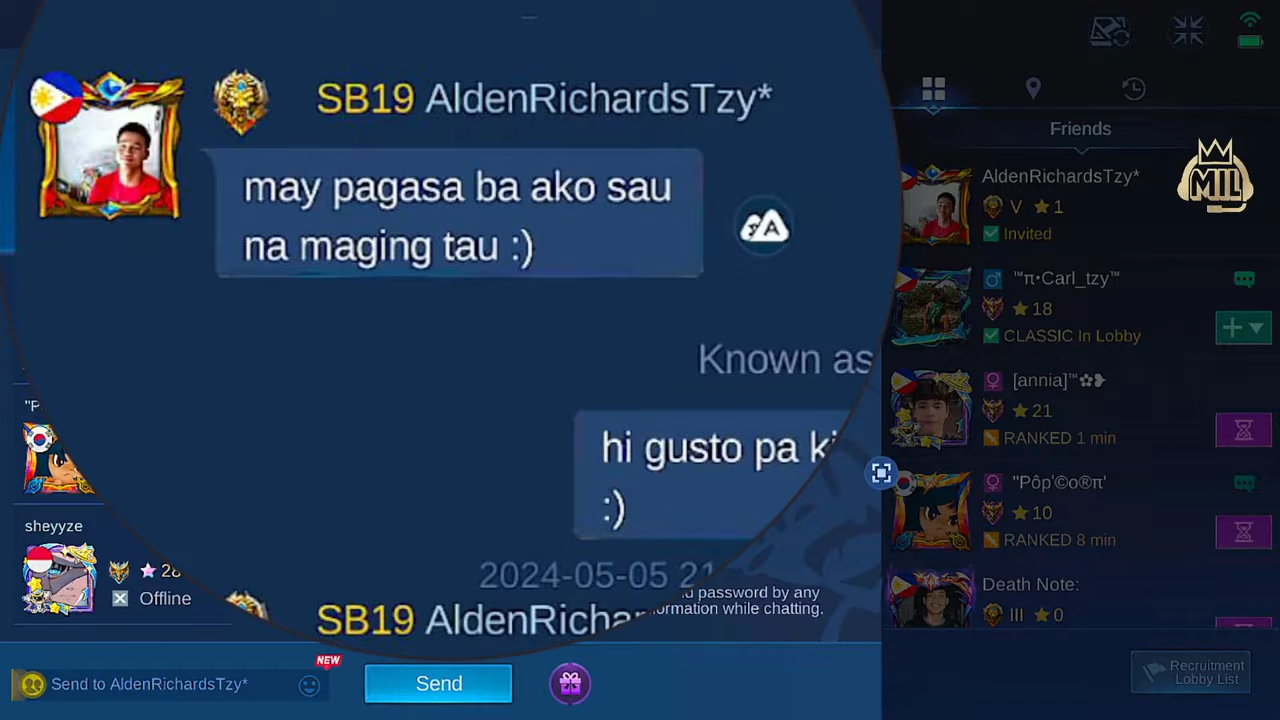 SB19 AldenRichardsTzy*
may pagasa ba ako sau
na maging tau :)
Known as
hi gusto pa ki
:)
2024-05-05 21
SB19 AldenRichar
"P
sheyyze
28
Offline
d password by any
ormation while chatting.
NEW
Send to AldenRichardsTzy*
Send
Friends
MIL
AldenRichardsTzy*
V 1
Invited
™π•Carl_tzy™
18
CLASSIC In Lobby
[annia]™✿❥
21
RANKED 1 min
"Pôp'©o®π'
10
RANKED 8 min
Death Note:
III 0
Recruitment
Lobby List